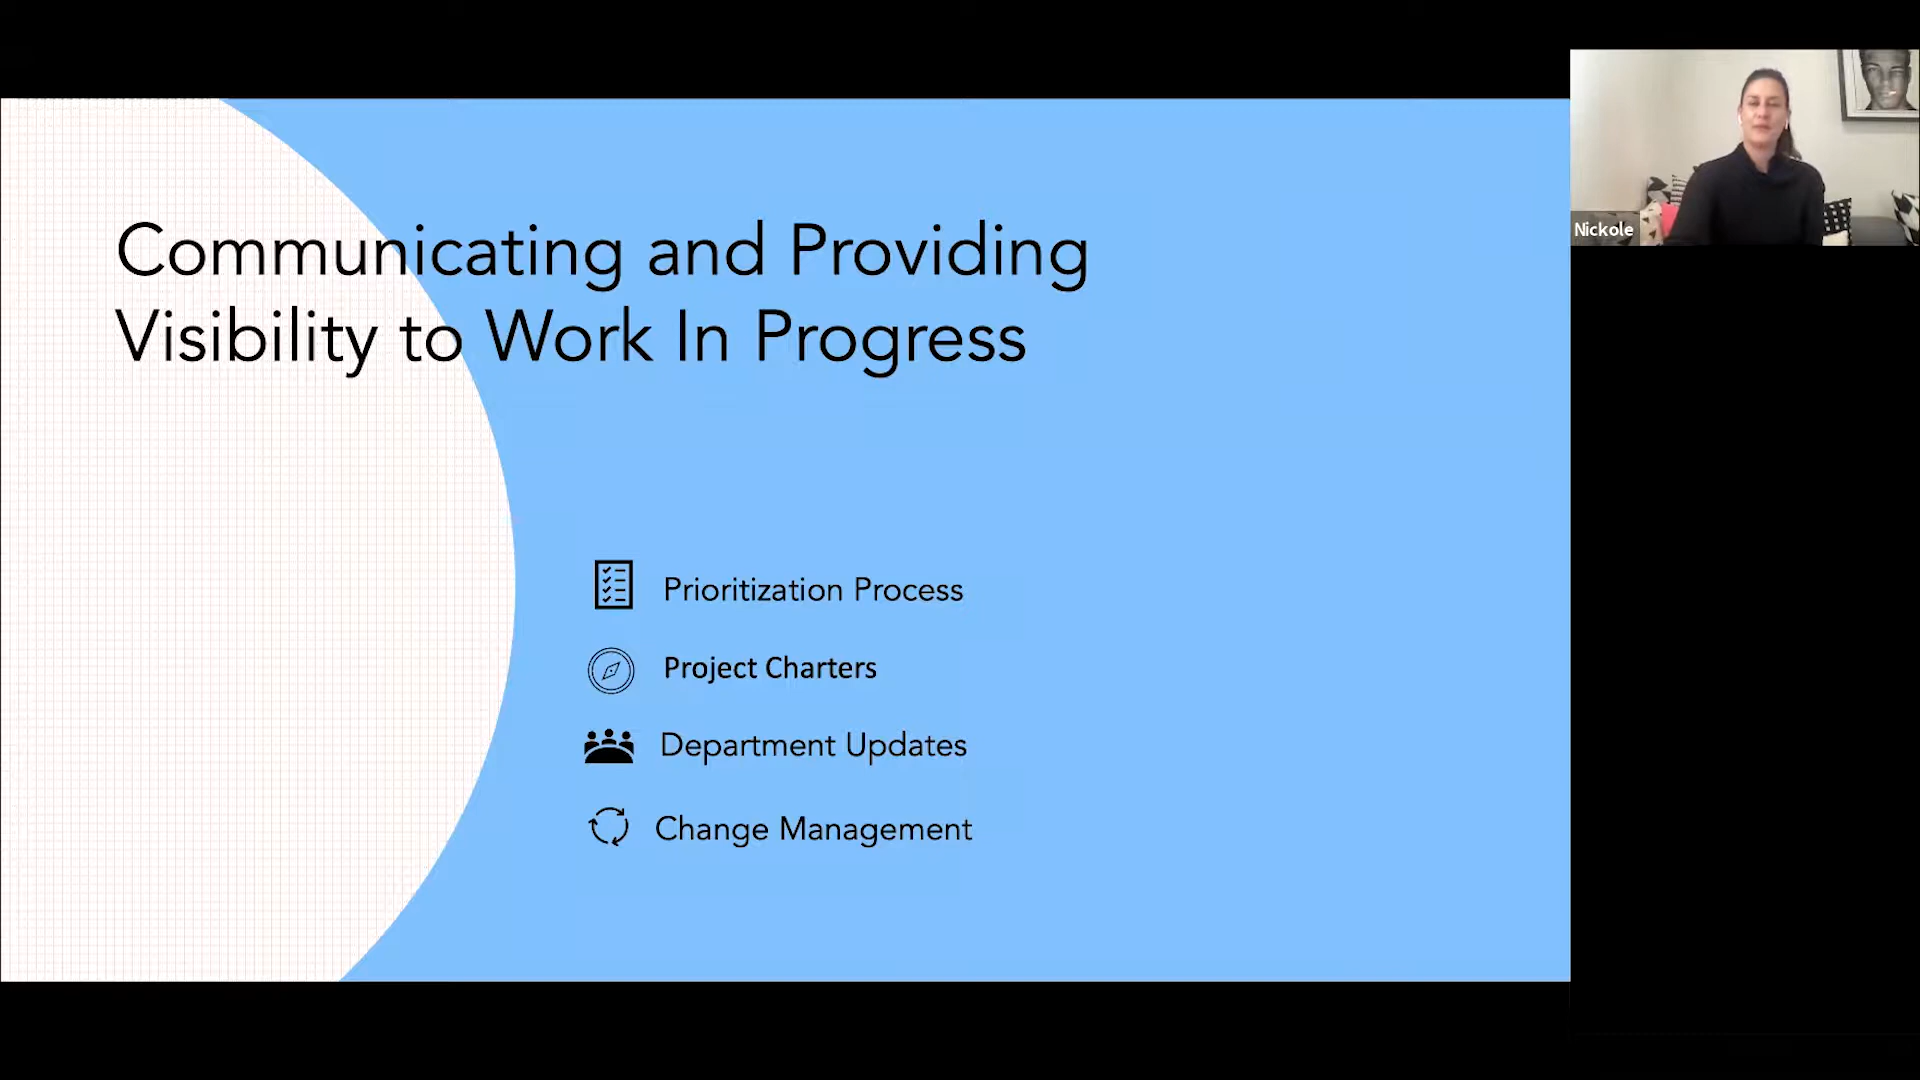 Communicating and Providing
Visibility to Work In Progress
Prioritization Process
Project Charters
Department Updates
Change Management
Nickole